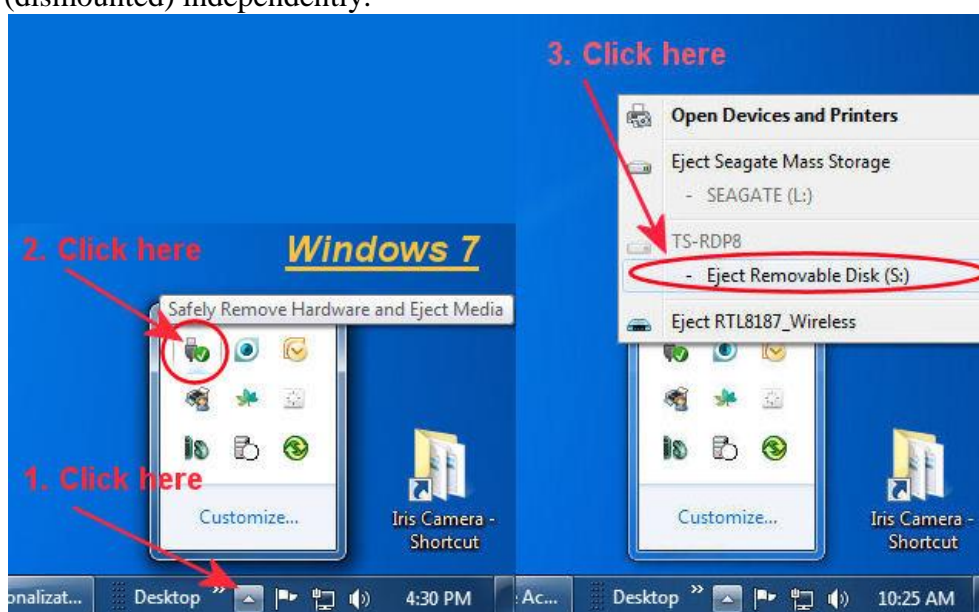 (dismounted) independently.
3. Click here
Open Devices and Printers
Eject Seagate Mass Storage
- SEAGATE (L:)
TS-RDP8
- Eject Removable Disk (S:)
Eject RTL8187_Wireless
2. Click here
Windows 7
Safely Remove Hardware and Eject Media
1. Click here
Customize...
Iris Camera -
Shortcut
onalizat...
Desktop »
4:30 PM
Customize...
Iris Camera -
Shortcut
Ac...
Desktop »
10:25 AM